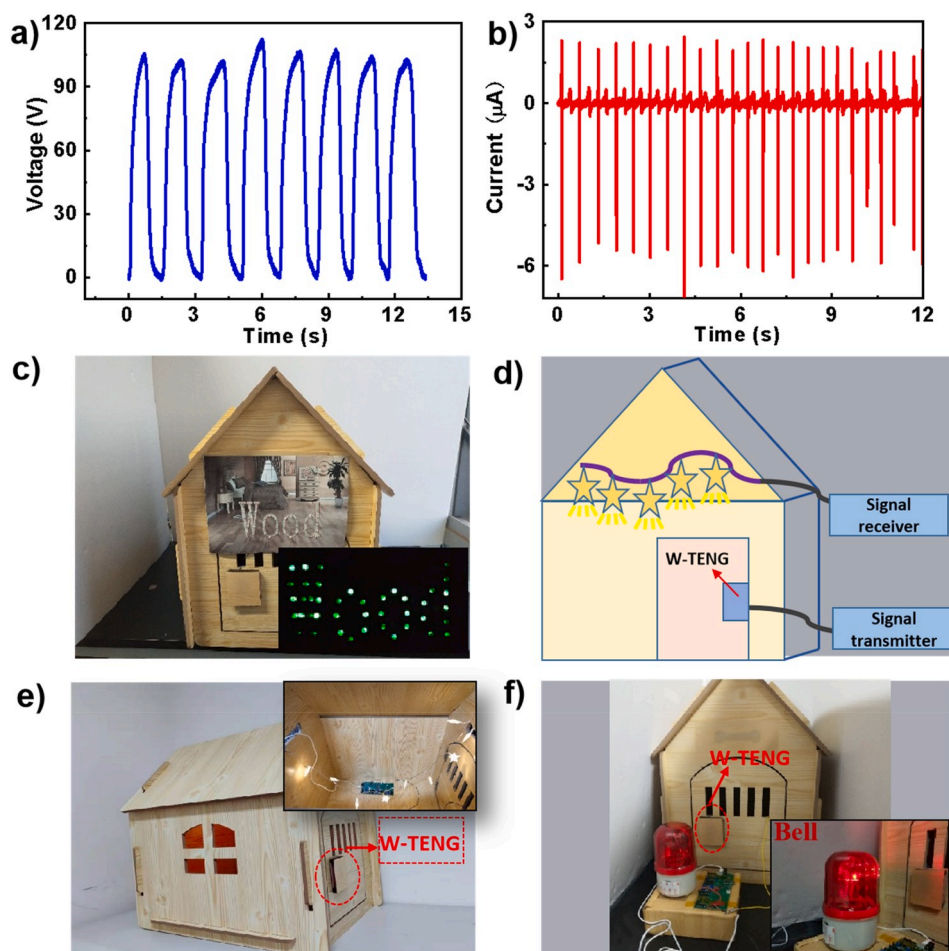 a)
120
90
60
30
0
Voltage (V)
0 3 6 9 12 15
Time (s)
b)
3
0
-3
-6
Current (μA)
0 3 6 9 12
Time (s)
c)
Wood
d)
W-TENG
Signal
receiver
Signal
transmitter
e)
W-TENG
f)
W-TENG
Bell